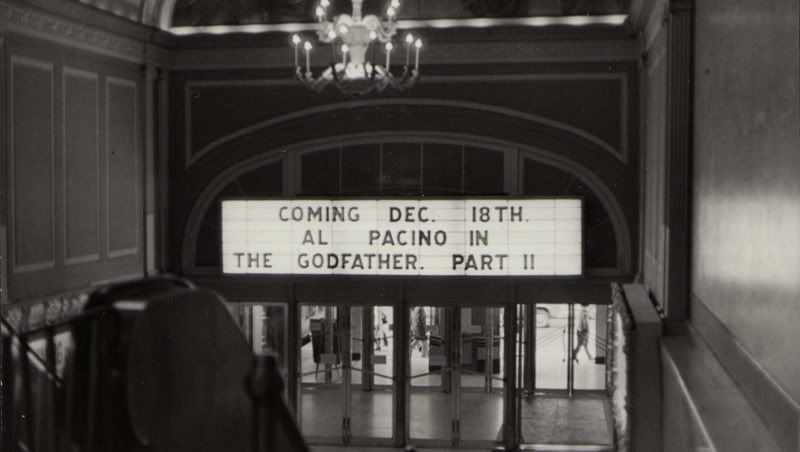 COMING DEC. 18TH.
AL PACINO IN
THE GODFATHER. PART II